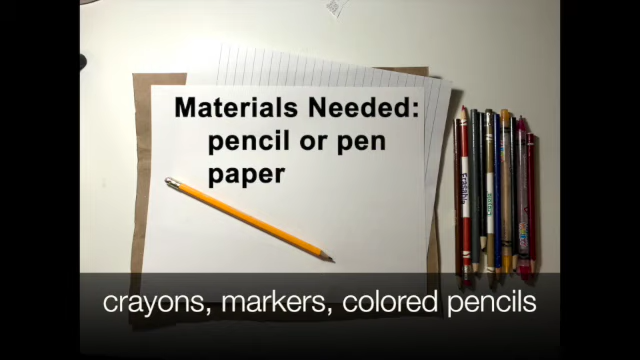 Materials Needed:
pencil or pen
paper
crayons, markers, colored pencils